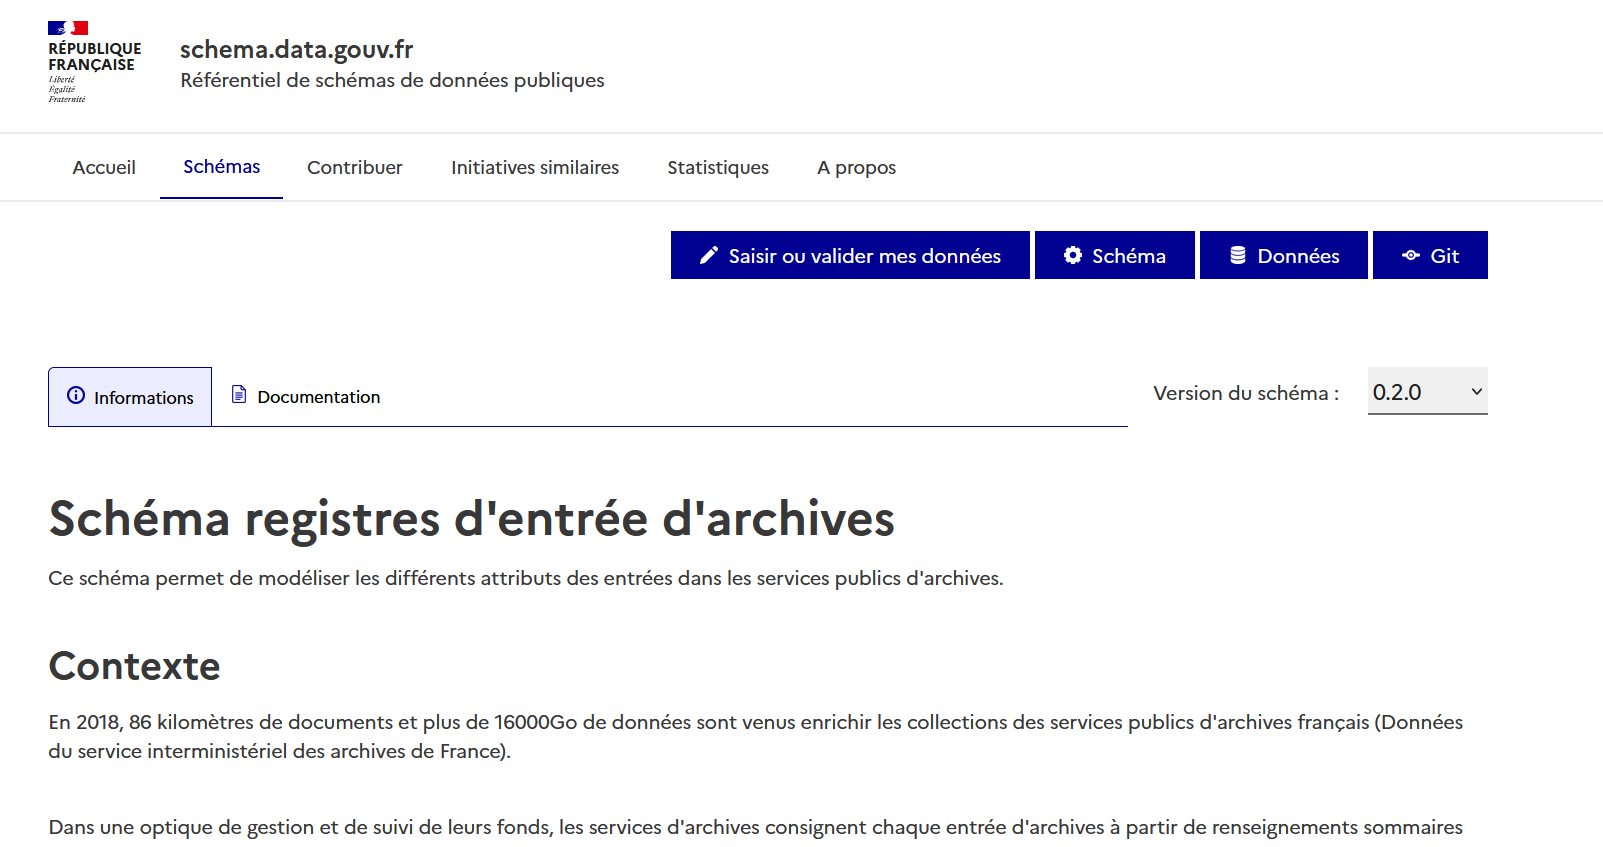 RÉPUBLIQUE
FRANÇAISE
Liberté
Égalité
Fraternité
schema.data.gouv.fr
Référentiel de schémas de données publiques
Accueil
Schémas
Contribuer
Initiatives similaires
Statistiques
A propos
Saisir ou valider mes données
Schéma
Données
Git
Informations
Documentation
Version du schéma :
0.2.0
Schéma registres d'entrée d'archives
Ce schéma permet de modéliser les différents attributs des entrées dans les services publics d'archives.
Contexte
En 2018, 86 kilomètres de documents et plus de 16000Go de données sont venus enrichir les collections des services publics d'archives français (Données
du service interministériel des archives de France).
Dans une optique de gestion et de suivi de leurs fonds, les services d'archives consignent chaque entrée d'archives à partir de renseignements sommaires